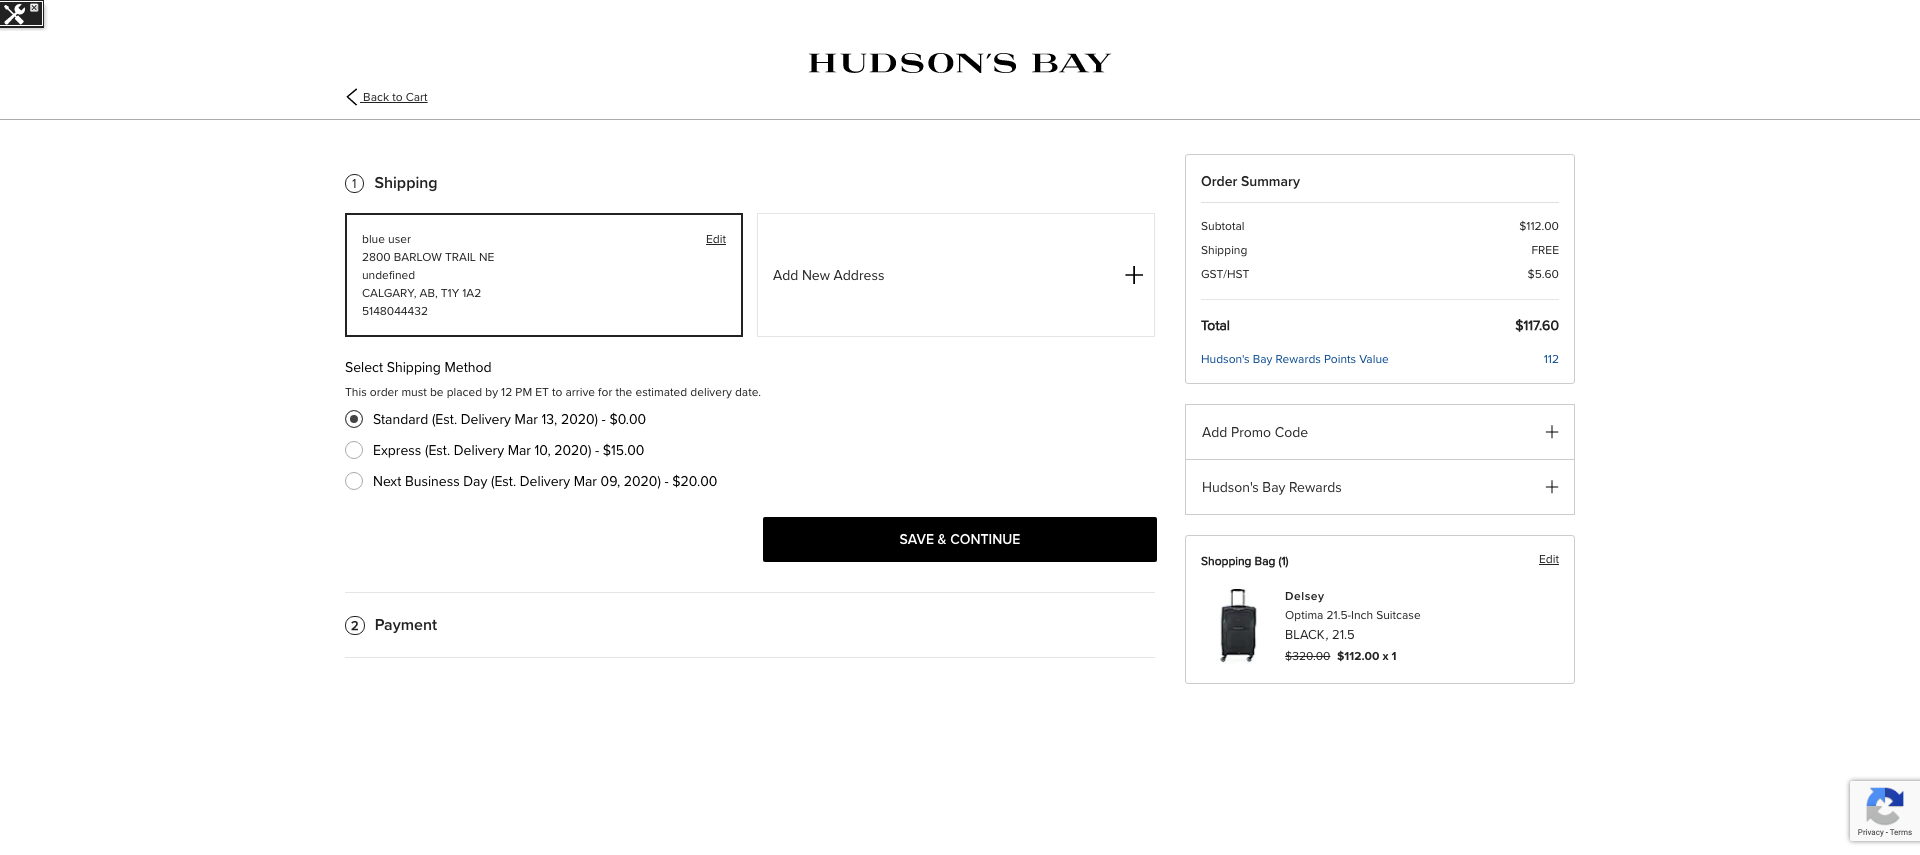 HUDSON'S BAY
Back to Cart
1 Shipping
blue user
Edit
2800 BARLOW TRAIL NE
undefined
CALGARY, AB, T1Y 1A2
5148044432
Add New Address
Select Shipping Method
This order must be placed by 12 PM ET to arrive for the estimated delivery date.
Standard (Est. Delivery Mar 13, 2020) - $0.00
Express (Est. Delivery Mar 10, 2020) - $15.00
Next Business Day (Est. Delivery Mar 09, 2020) - $20.00
SAVE & CONTINUE
2 Payment
Order Summary
Subtotal $112.00
Shipping FREE
GST/HST $5.60
Total $117.60
Hudson's Bay Rewards Points Value 112
Add Promo Code
Hudson's Bay Rewards
Shopping Bag (1) Edit
Delsey
Optima 21.5-Inch Suitcase
BLACK, 21.5
$320.00 $112.00 x 1
Privacy - Terms